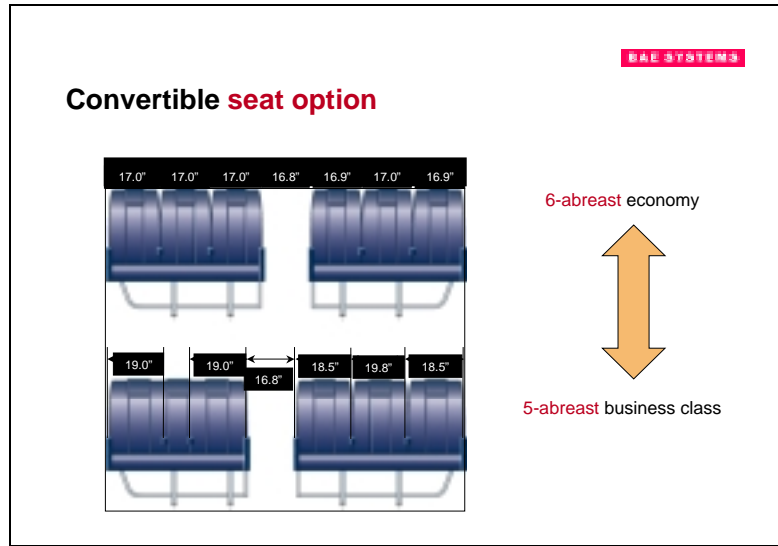 BAE SYSTEMS
Convertible seat option
17.0" 17.0" 17.0" 16.8" 16.9" 17.0" 16.9"
6-abreast economy
19.0" 19.0" 16.8" 18.5" 19.8" 18.5"
5-abreast business class